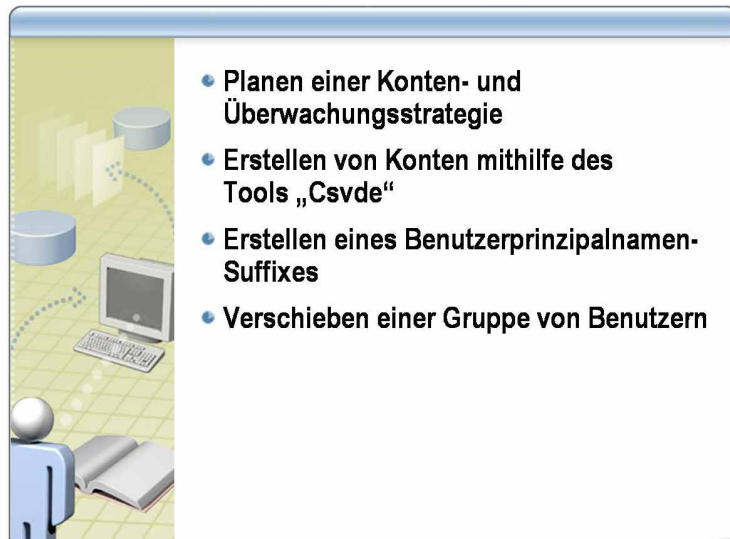 Planen einer Konten- und
Überwachungsstrategie
Erstellen von Konten mithilfe des
Tools „Csvde“
Erstellen eines Benutzerprinzipalnamen-
Suffixes
Verschieben einer Gruppe von Benutzern